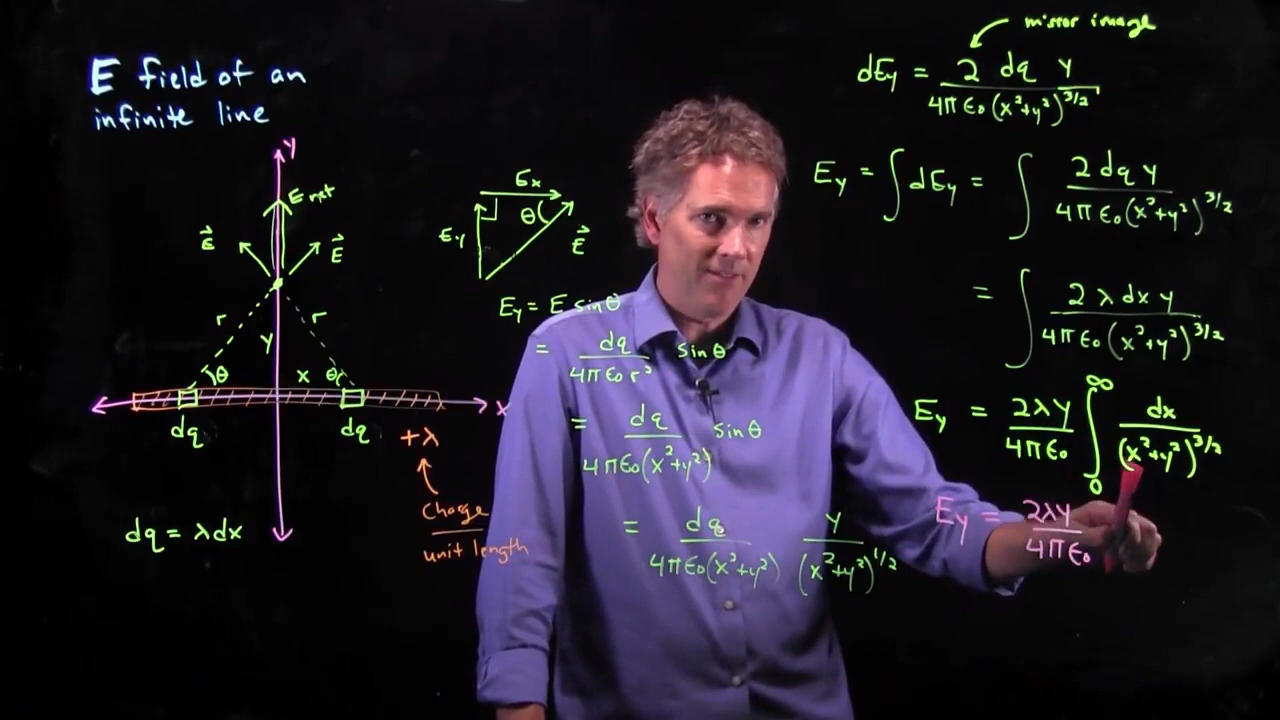 E field of an
infinite line
y
E net
E⃗
E⃗
r
r
y
θ
x
θ
dq
dq
x
+λ
Charge
unit length
dq = λdx
Ex
θ
Ey
E⃗
Ey = E sinθ
= dq/(4πε₀r²) sinθ
= dq/(4πε₀(x²+y²)) sinθ
= dq/(4πε₀(x²+y²)) y/(x²+y²)^1/2
mirror image
dEy = 2 dq y/(4πε₀(x²+y²)^3/2)
Ey = ∫dEy = ∫ 2 dq y/(4πε₀(x²+y²)^3/2)
= ∫ 2 λ dx y/(4πε₀(x²+y²)^3/2)
Ey = 2λy/(4πε₀) ∫₀^∞ dx/(x²+y²)^3/2
Ey = 2λy/(4πε₀)